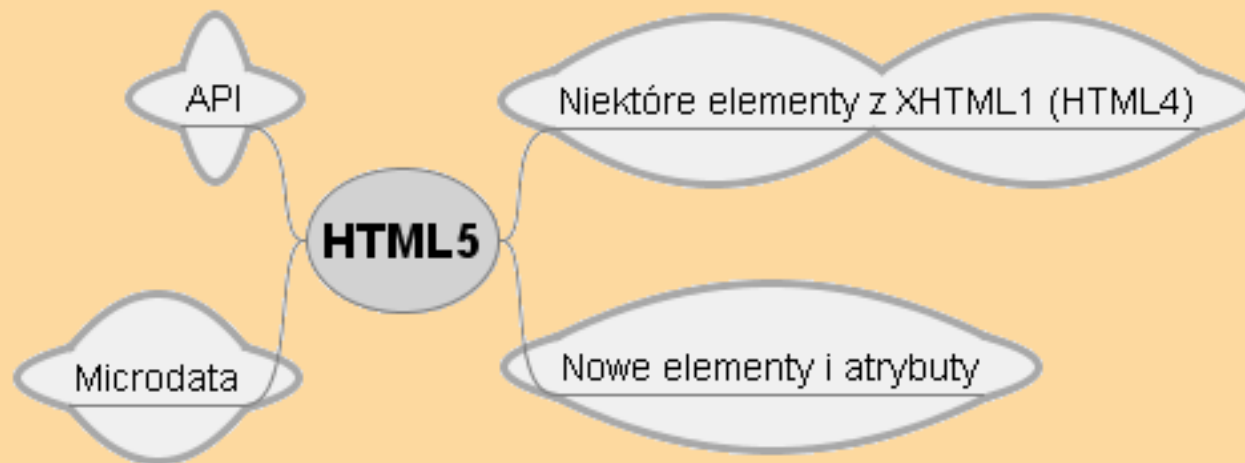 API
Niektóre elementy z XHTML1 (HTML4)
HTML5
Microdata
Nowe elementy i atrybuty